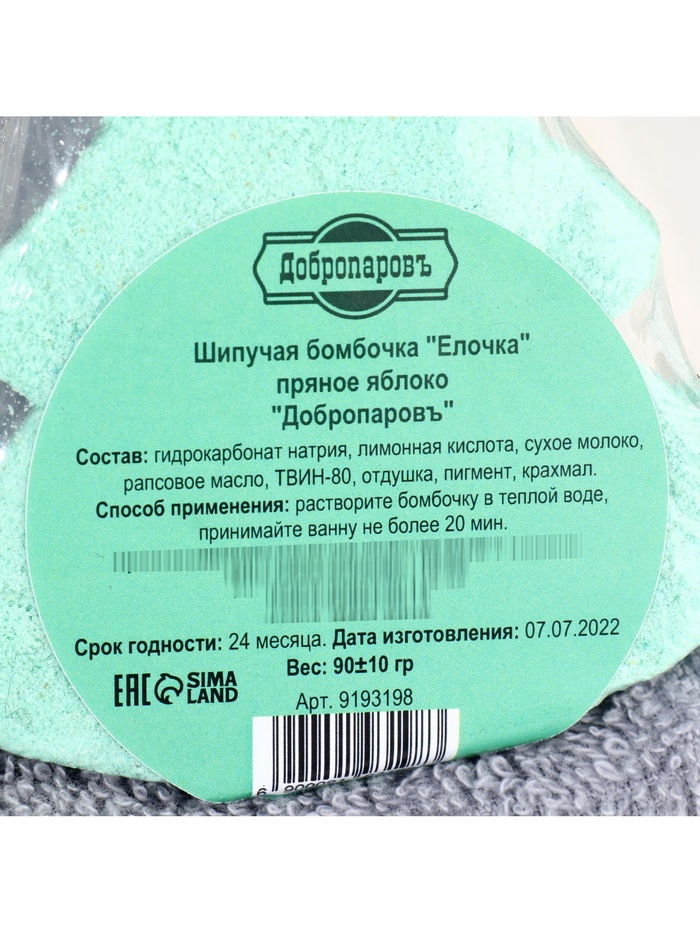 Добропаровъ
Шипучая бомбочка "Елочка"
пряное яблоко
"Добропаровъ"
Состав: гидрокарбонат натрия, лимонная кислота, сухое молоко,
рапсовое масло, ТВИН-80, отдушка, пигмент, крахмал.
Способ применения: растворите бомбочку в теплой воде,
принимайте ванну не более 20 мин.
Срок годности: 24 месяца. Дата изготовления: 07.07.2022
Вес: 90±10 гр
EAC SIMA
LAND
Арт. 9193198